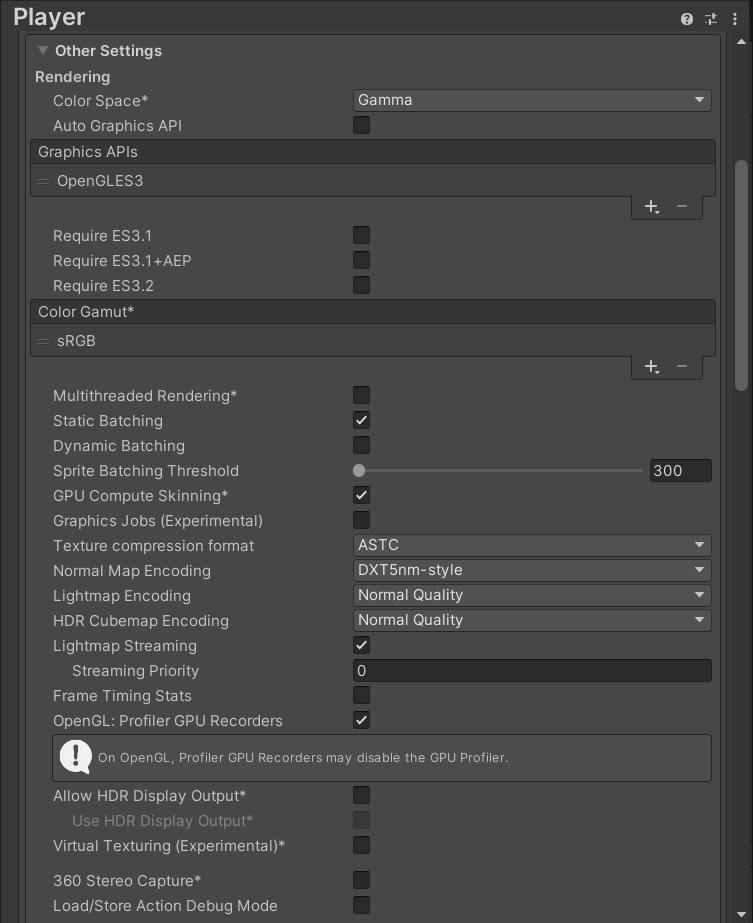 Player
Other Settings
Rendering
Color Space*
Gamma
Auto Graphics API
Graphics APIs
OpenGLES3
Require ES3.1
Require ES3.1+AEP
Require ES3.2
Color Gamut*
sRGB
Multithreaded Rendering*
Static Batching
Dynamic Batching
Sprite Batching Threshold
300
GPU Compute Skinning*
Graphics Jobs (Experimental)
Texture compression format
ASTC
Normal Map Encoding
DXT5nm-style
Lightmap Encoding
Normal Quality
HDR Cubemap Encoding
Normal Quality
Lightmap Streaming
Streaming Priority
0
Frame Timing Stats
OpenGL: Profiler GPU Recorders
On OpenGL, Profiler GPU Recorders may disable the GPU Profiler.
Allow HDR Display Output*
Use HDR Display Output*
Virtual Texturing (Experimental)*
360 Stereo Capture*
Load/Store Action Debug Mode